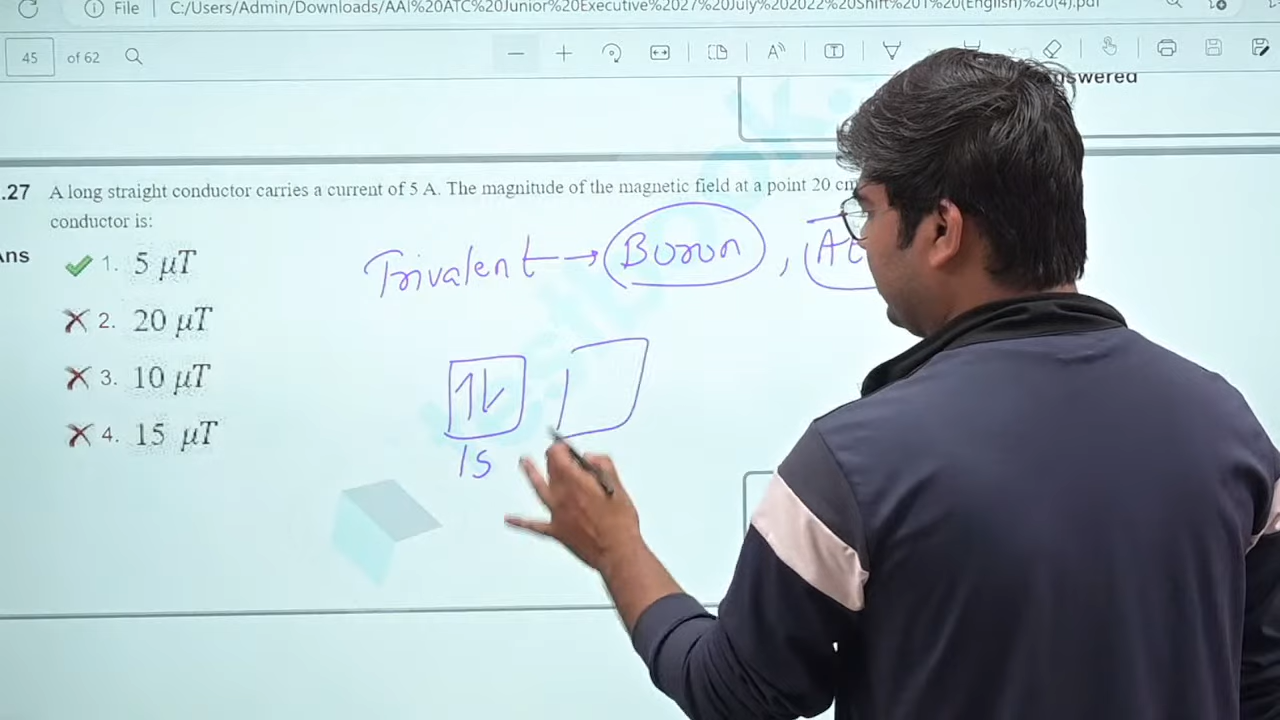 File C:/Users/Admin/Downloads/AAI%20ATC%20Junior%20Executive%2027%20July%202022%20Shift%201%20(English)%20(4).pdf
45 of 62
swered
.27 A long straight conductor carries a current of 5 A. The magnitude of the magnetic field at a point 20 cm
conductor is:
Ans
1. 5 µT
2. 20 µT
3. 10 µT
4. 15 µT
Trivalent → Boron ,
1s